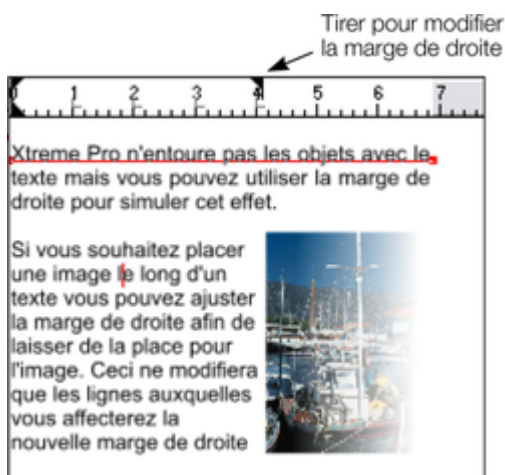 Tirer pour modifier
la marge de droite
0 1 2 3 4 5 6 7
Xtreme Pro n'entoure pas les objets avec le
texte mais vous pouvez utiliser la marge de
droite pour simuler cet effet.
Si vous souhaitez placer
une image le long d'un
texte vous pouvez ajuster
la marge de droite afin de
laisser de la place pour
l'image. Ceci ne modifiera
que les lignes auxquelles
vous affecterez la
nouvelle marge de droite